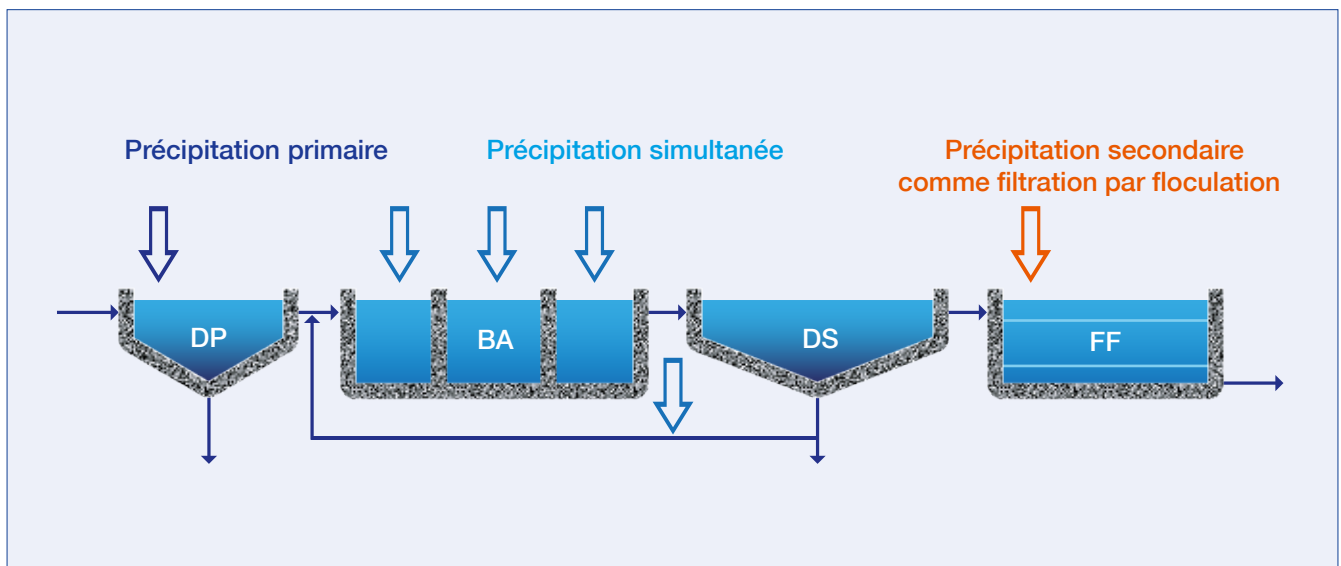 Précipitation primaire
Précipitation simultanée
Précipitation secondaire
comme filtration par floculation
DP
BA
DS
FF